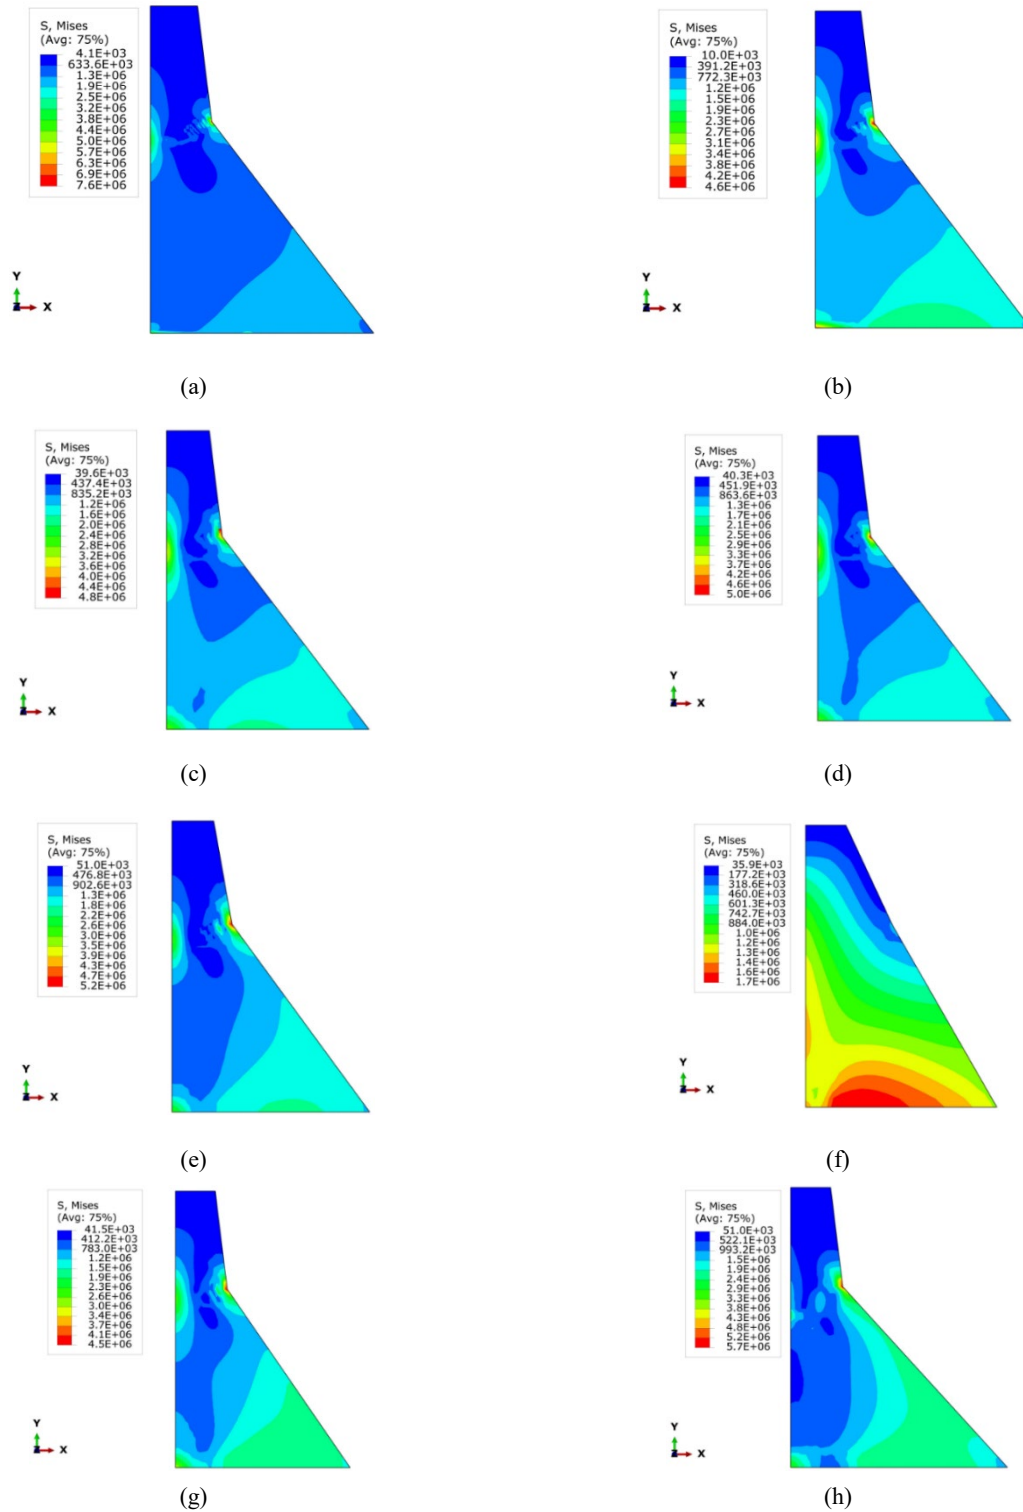 S, Mises
(Avg: 75%)
4.1E+03
633.6E+03
1.3E+06
1.9E+06
2.5E+06
3.2E+06
3.8E+06
4.4E+06
5.0E+06
5.7E+06
6.3E+06
6.9E+06
7.6E+06
Y
Z
X
(a)
S, Mises
(Avg: 75%)
10.0E+03
391.2E+03
772.3E+03
1.2E+06
1.5E+06
1.9E+06
2.3E+06
2.7E+06
3.1E+06
3.4E+06
3.8E+06
4.2E+06
4.6E+06
Y
Z
X
(b)
S, Mises
(Avg: 75%)
39.6E+03
437.4E+03
835.2E+03
1.2E+06
1.6E+06
2.0E+06
2.4E+06
2.8E+06
3.2E+06
3.6E+06
4.0E+06
4.4E+06
4.8E+06
Y
Z
X
(c)
S, Mises
(Avg: 75%)
40.3E+03
451.9E+03
863.6E+03
1.3E+06
1.7E+06
2.1E+06
2.5E+06
2.9E+06
3.3E+06
3.7E+06
4.2E+06
4.6E+06
5.0E+06
Y
Z
X
(d)
S, Mises
(Avg: 75%)
51.0E+03
476.8E+03
902.6E+03
1.3E+06
1.8E+06
2.2E+06
2.6E+06
3.0E+06
3.5E+06
3.9E+06
4.3E+06
4.7E+06
5.2E+06
Y
Z
X
(e)
S, Mises
(Avg: 75%)
35.9E+03
177.2E+03
318.6E+03
460.0E+03
601.3E+03
742.7E+03
884.0E+03
1.0E+06
1.2E+06
1.3E+06
1.4E+06
1.6E+06
1.7E+06
Y
Z
X
(f)
S, Mises
(Avg: 75%)
41.5E+03
412.2E+03
783.0E+03
1.2E+06
1.5E+06
1.9E+06
2.3E+06
2.6E+06
3.0E+06
3.4E+06
3.7E+06
4.1E+06
4.5E+06
Y
Z
X
(g)
S, Mises
(Avg: 75%)
51.0E+03
522.1E+03
993.2E+03
1.5E+06
1.9E+06
2.4E+06
2.9E+06
3.3E+06
3.8E+06
4.3E+06
4.8E+06
5.2E+06
5.7E+06
Y
Z
X
(h)